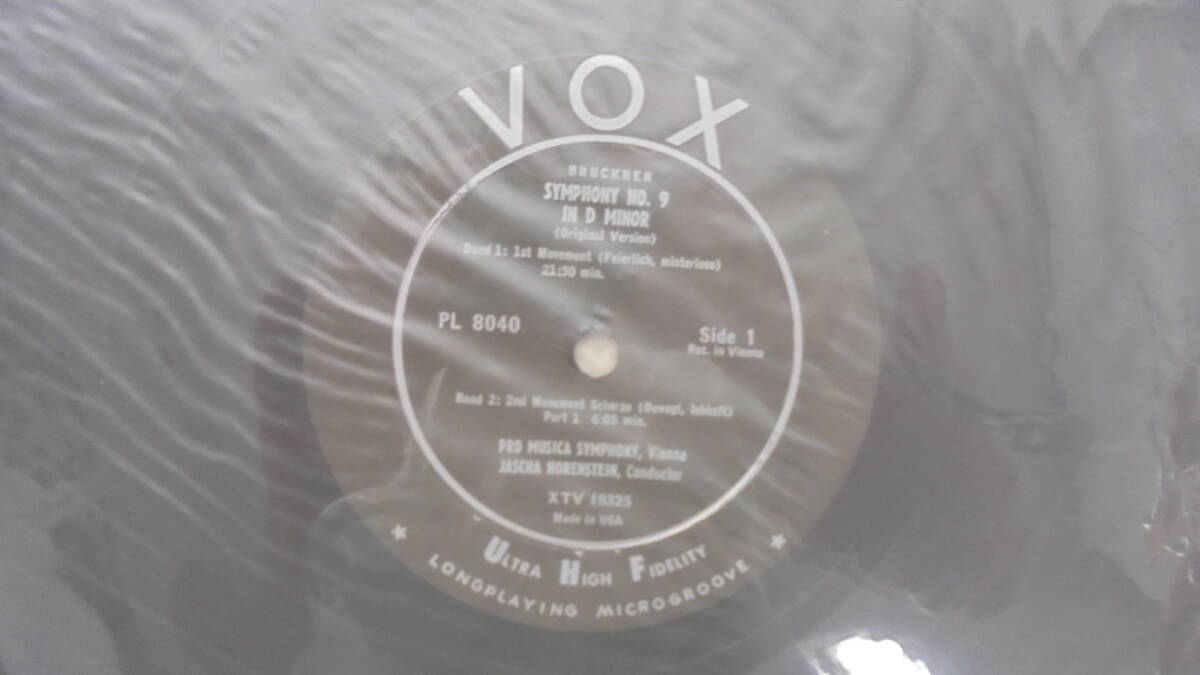 VOX
BRUCKNER
SYMPHONY NO. 9
IN D MINOR
(Original Version)
Band 1: 1st Movement (Feierlich, misterioso)
21:30 min.
PL 8040
Side 1
Rec. in Vienna
Band 2: 2nd Movement Scherzo (Bewegt, lebhaft)
Part 1 6:05 min.
PRO MUSICA SYMPHONY, Vienna
JASCHA HORENSTEIN, Conductor
XTV 19325
Made in USA
ULTRA HIGH FIDELITY
LONGPLAYING MICROGROOVE